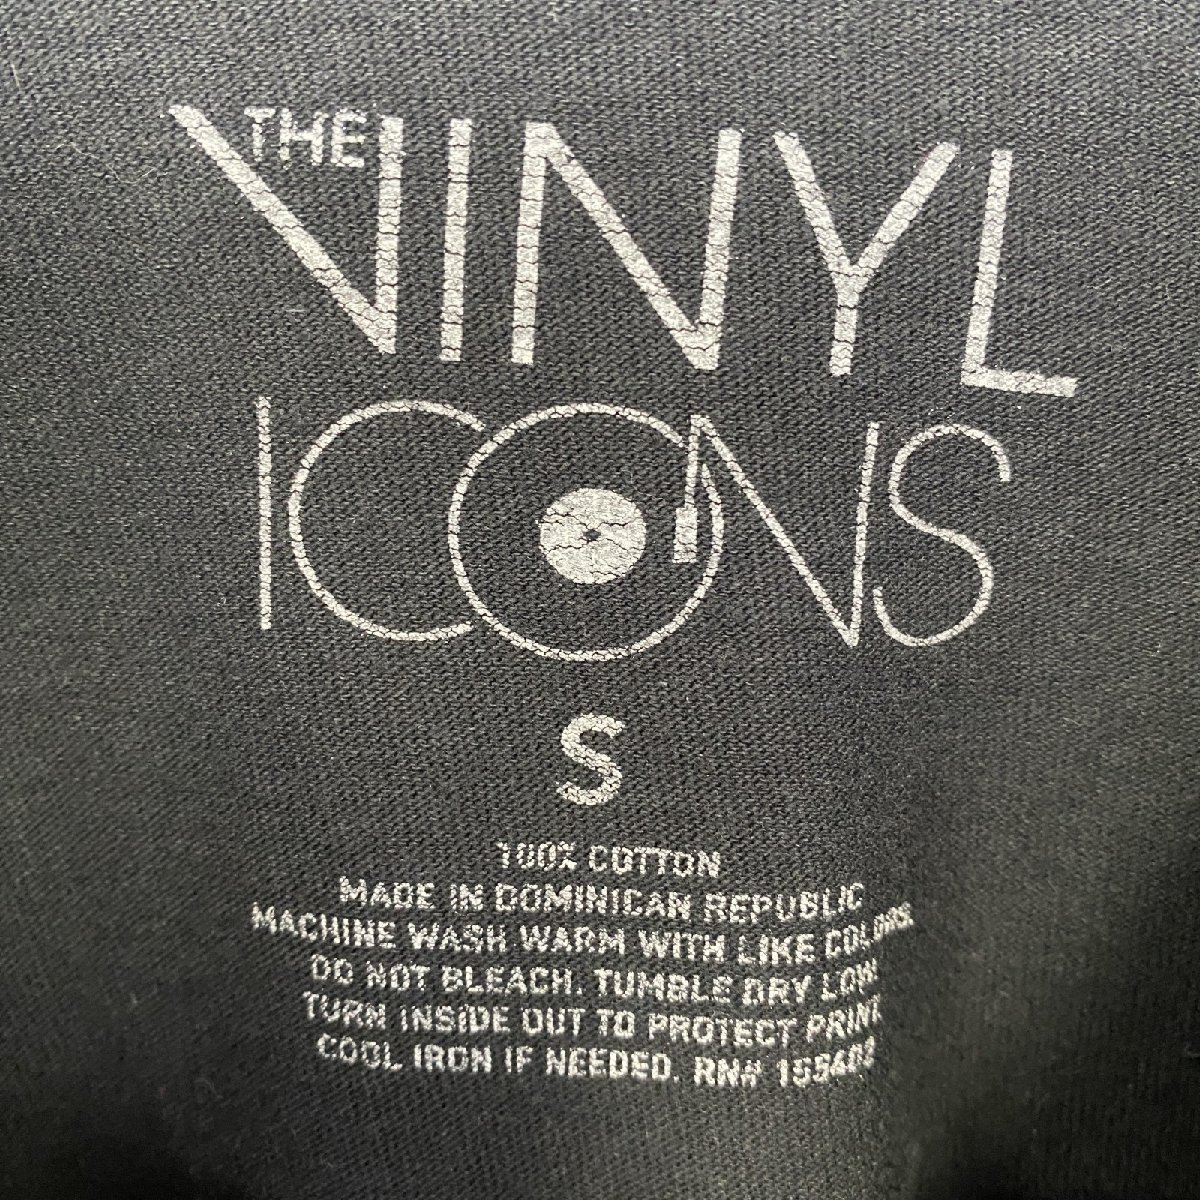 THE
VINYL
ICONS
S
100% COTTON
MADE IN DOMINICAN REPUBLIC
MACHINE WASH WARM WITH LIKE COLORS
DO NOT BLEACH. TUMBLE DRY LOW
TURN INSIDE OUT TO PROTECT PRINT
COOL IRON IF NEEDED. RN#